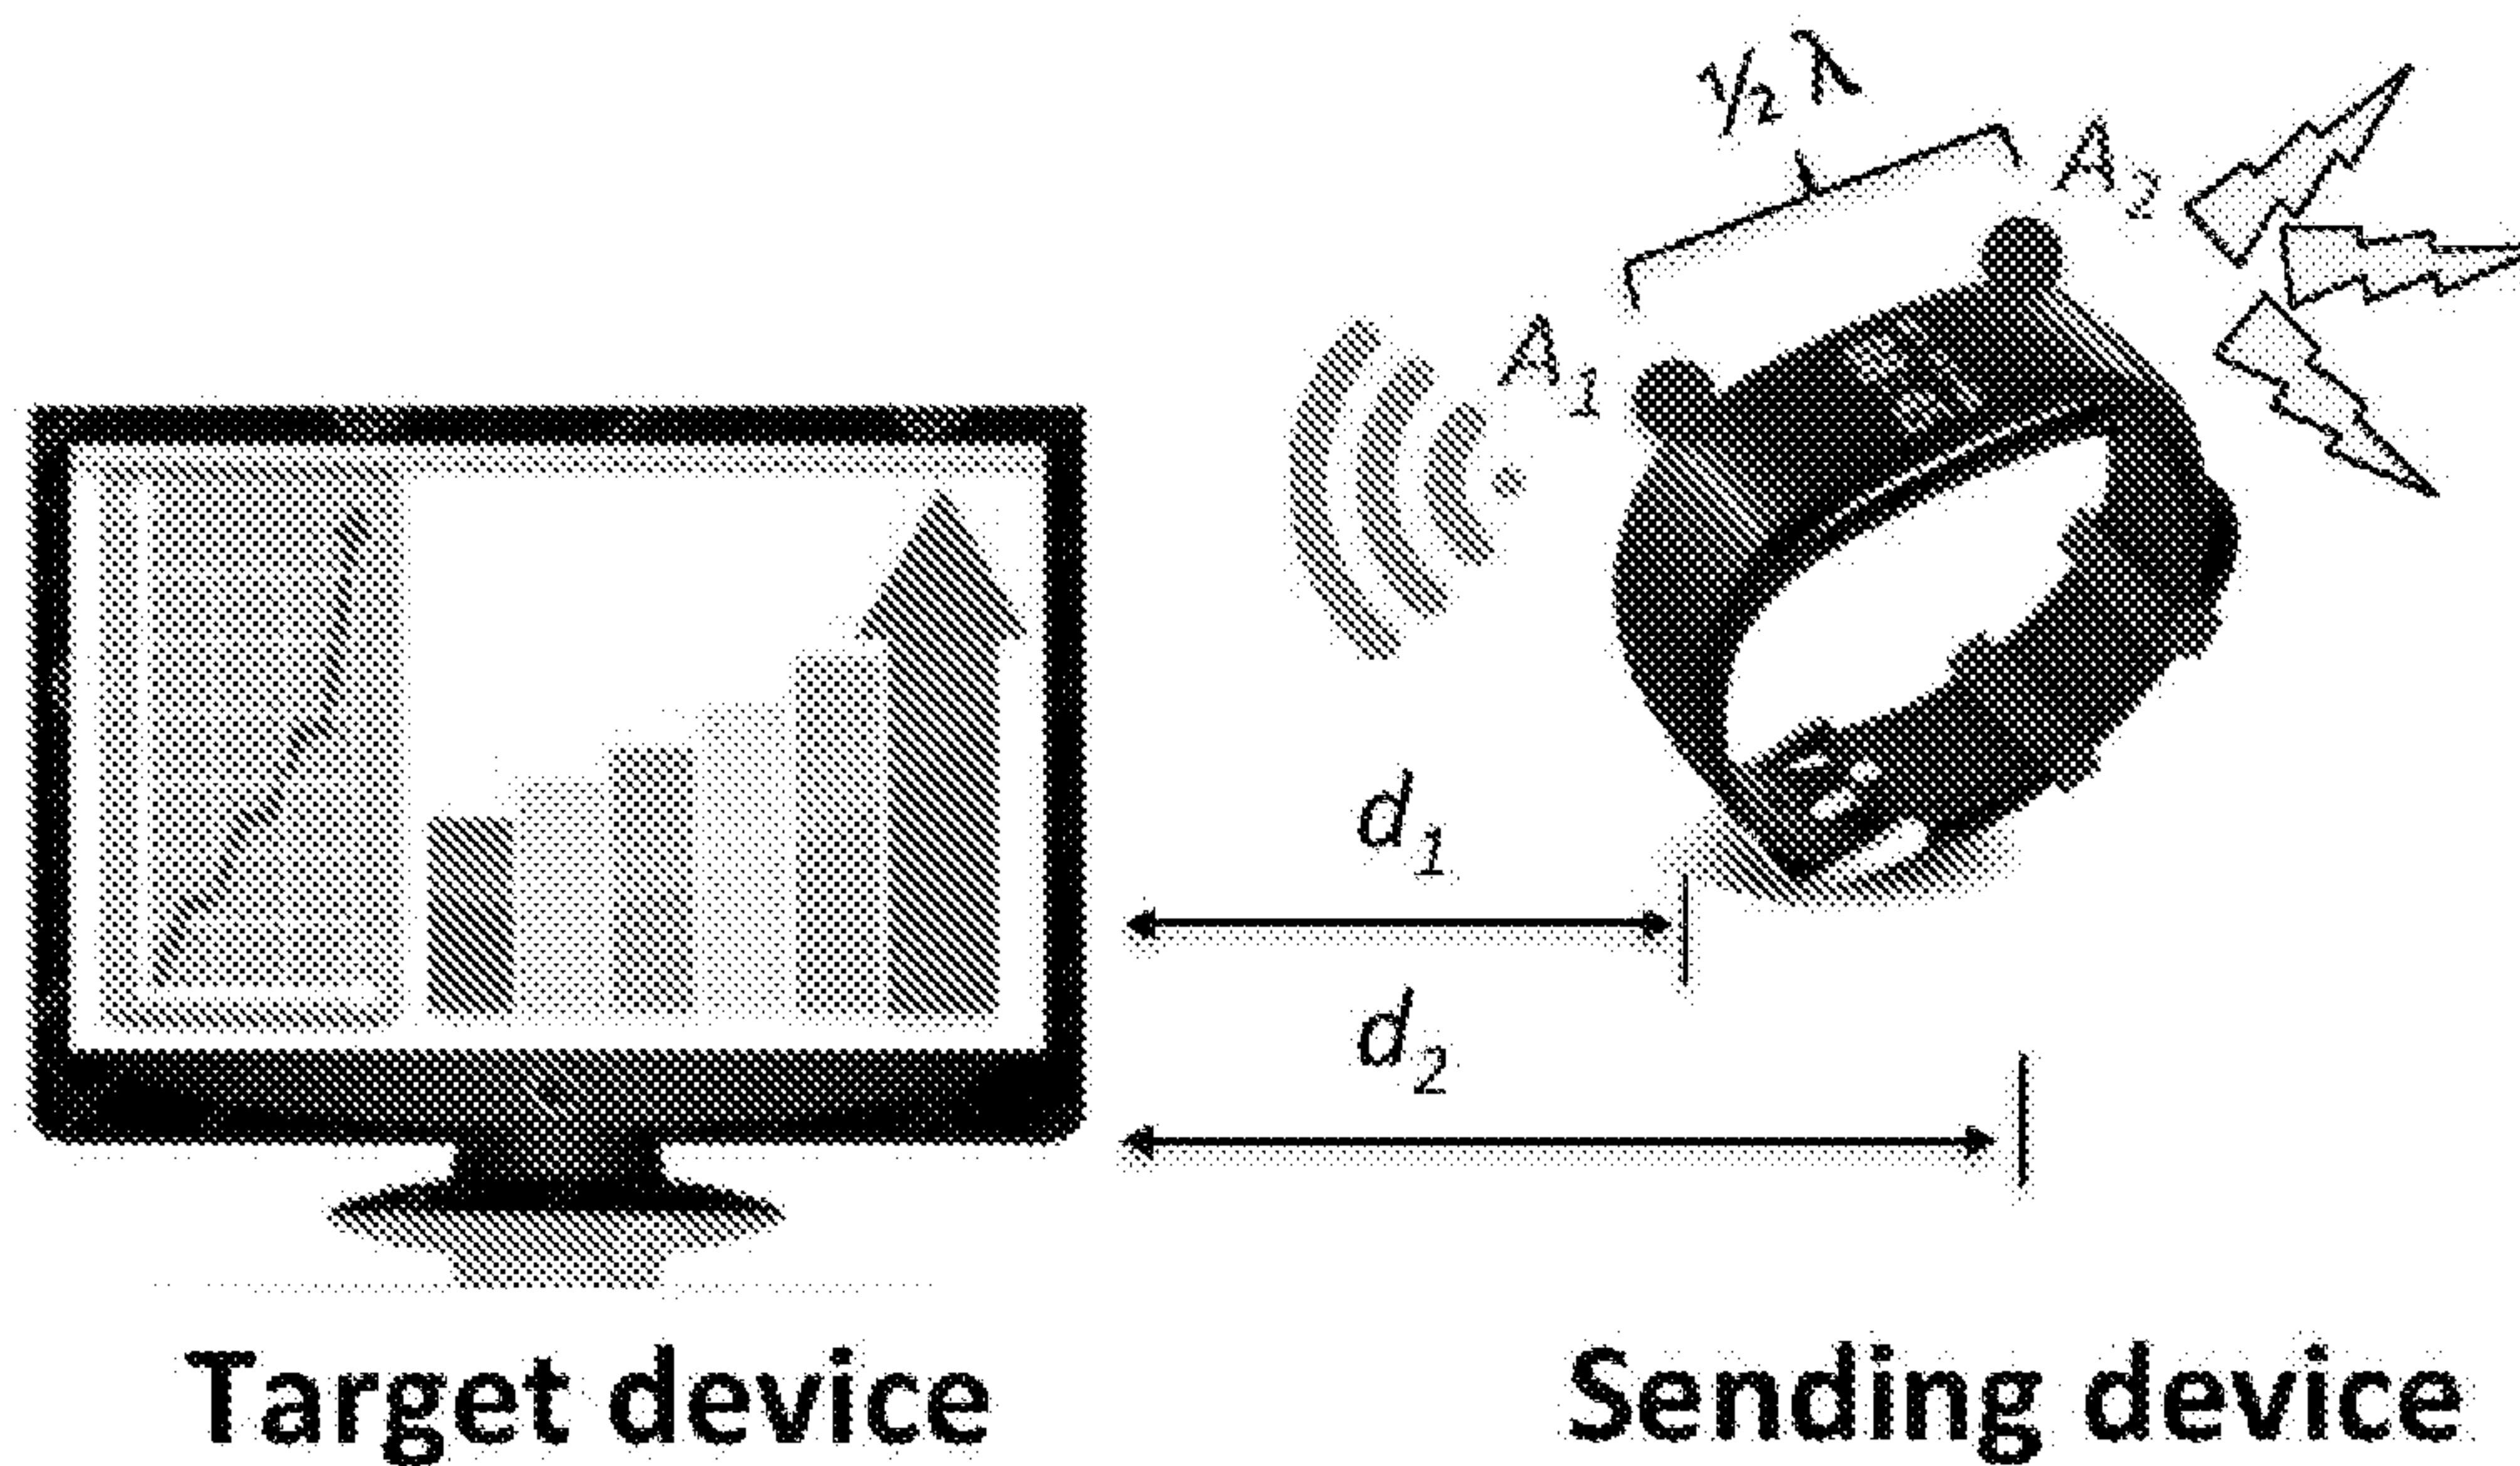 ½ λ
A₂
A₁
d₁
d₂
Target device
Sending device